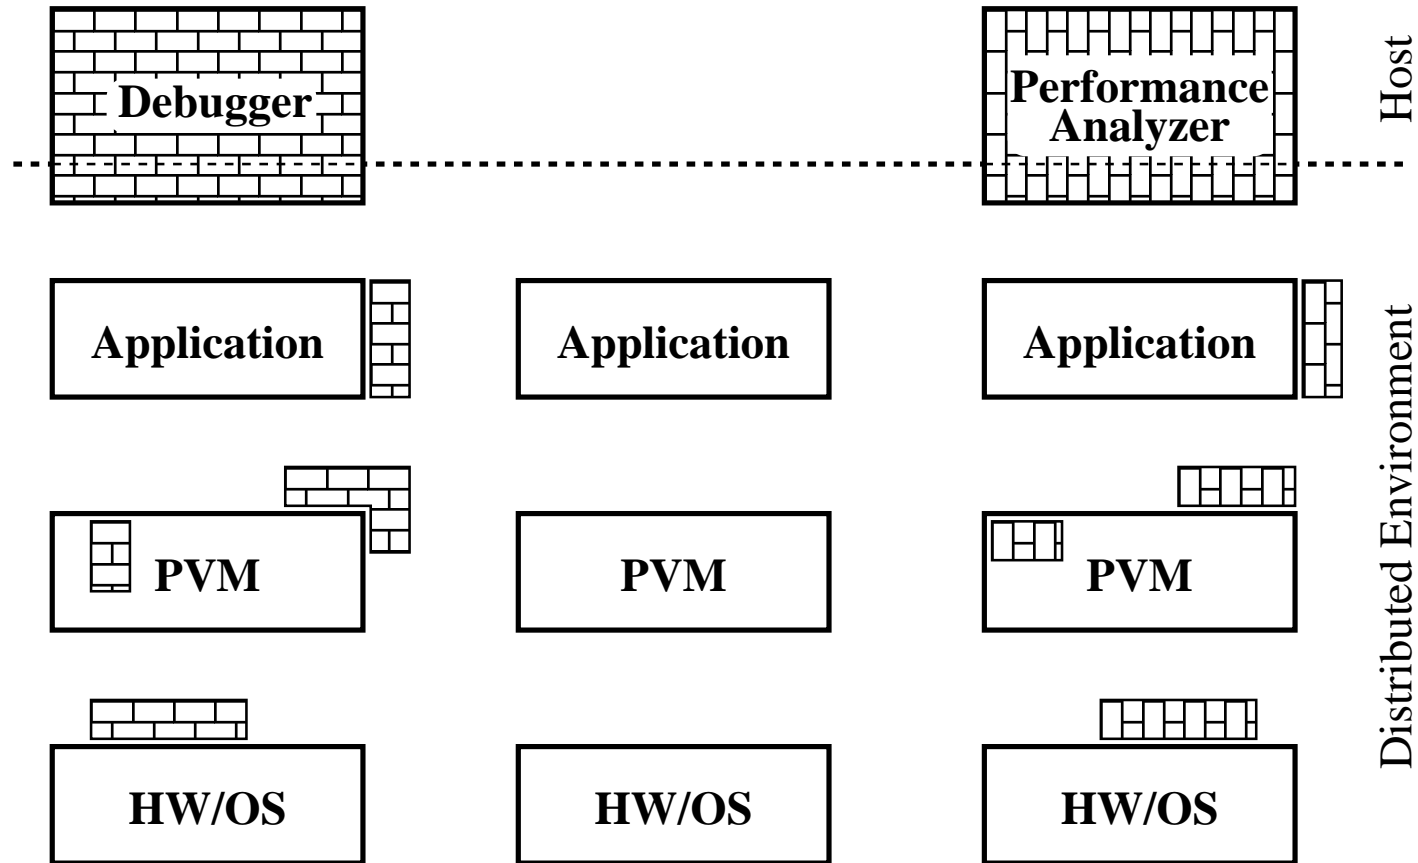 Debugger
Performance
Analyzer
Host
Application
Application
Application
PVM
PVM
PVM
HW/OS
HW/OS
HW/OS
Distributed Environment